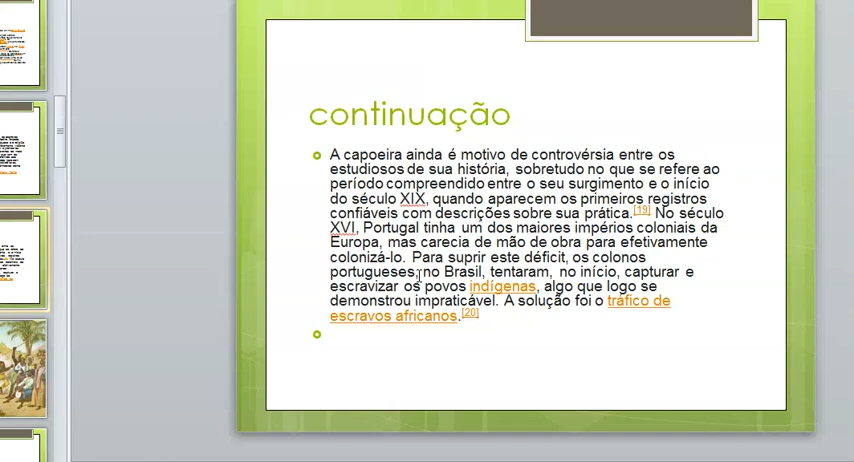 continuação
A capoeira ainda é motivo de controvérsia entre os
estudiosos de sua história, sobretudo no que se refere ao
período compreendido entre o seu surgimento e o início
do século XIX, quando aparecem os primeiros registros
confiáveis com descrições sobre sua prática.[19] No século
XVI, Portugal tinha um dos maiores impérios coloniais da
Europa, mas carecia de mão de obra para efetivamente
colonizá-lo. Para suprir este déficit, os colonos
portugueses, no Brasil, tentaram, no início, capturar e
escravizar os povos indígenas, algo que logo se
demonstrou impraticável. A solução foi o tráfico de
escravos africanos.[20]